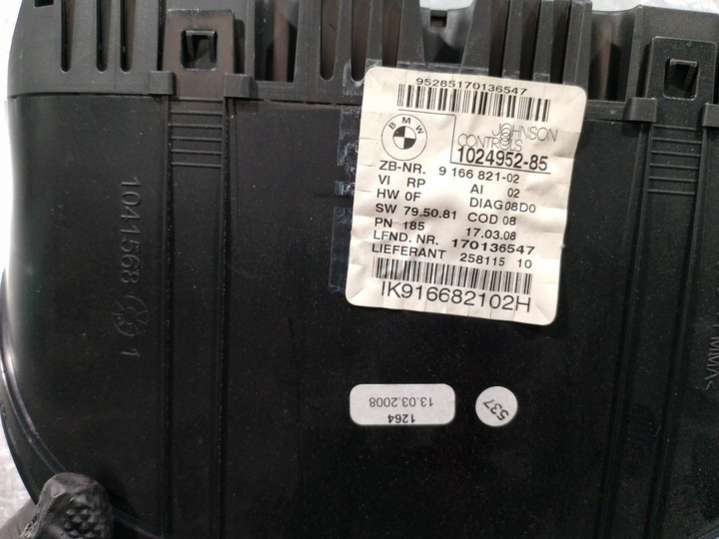 95285170136547
BMW
JOHNSON
CONTROLS
1024952-85
ZB-NR. 9 166 821-02
VI RP AI 02
HW 0F DIAG08D0
SW 79.50.81 COD 08
PN 185 17.03.08
LFND. NR. 170136547
LIEFERANT 258115 10
IK916682102H
1041568 1
1264
13.03.2008
537